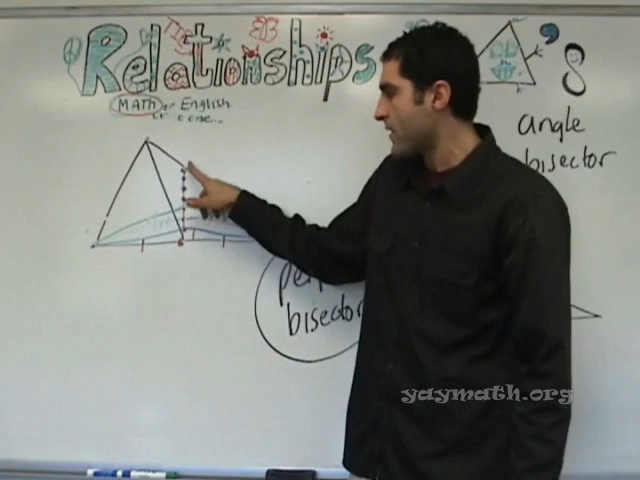 Relationships
's
MATH or English
angle
bisector
bisector
yaymath.org